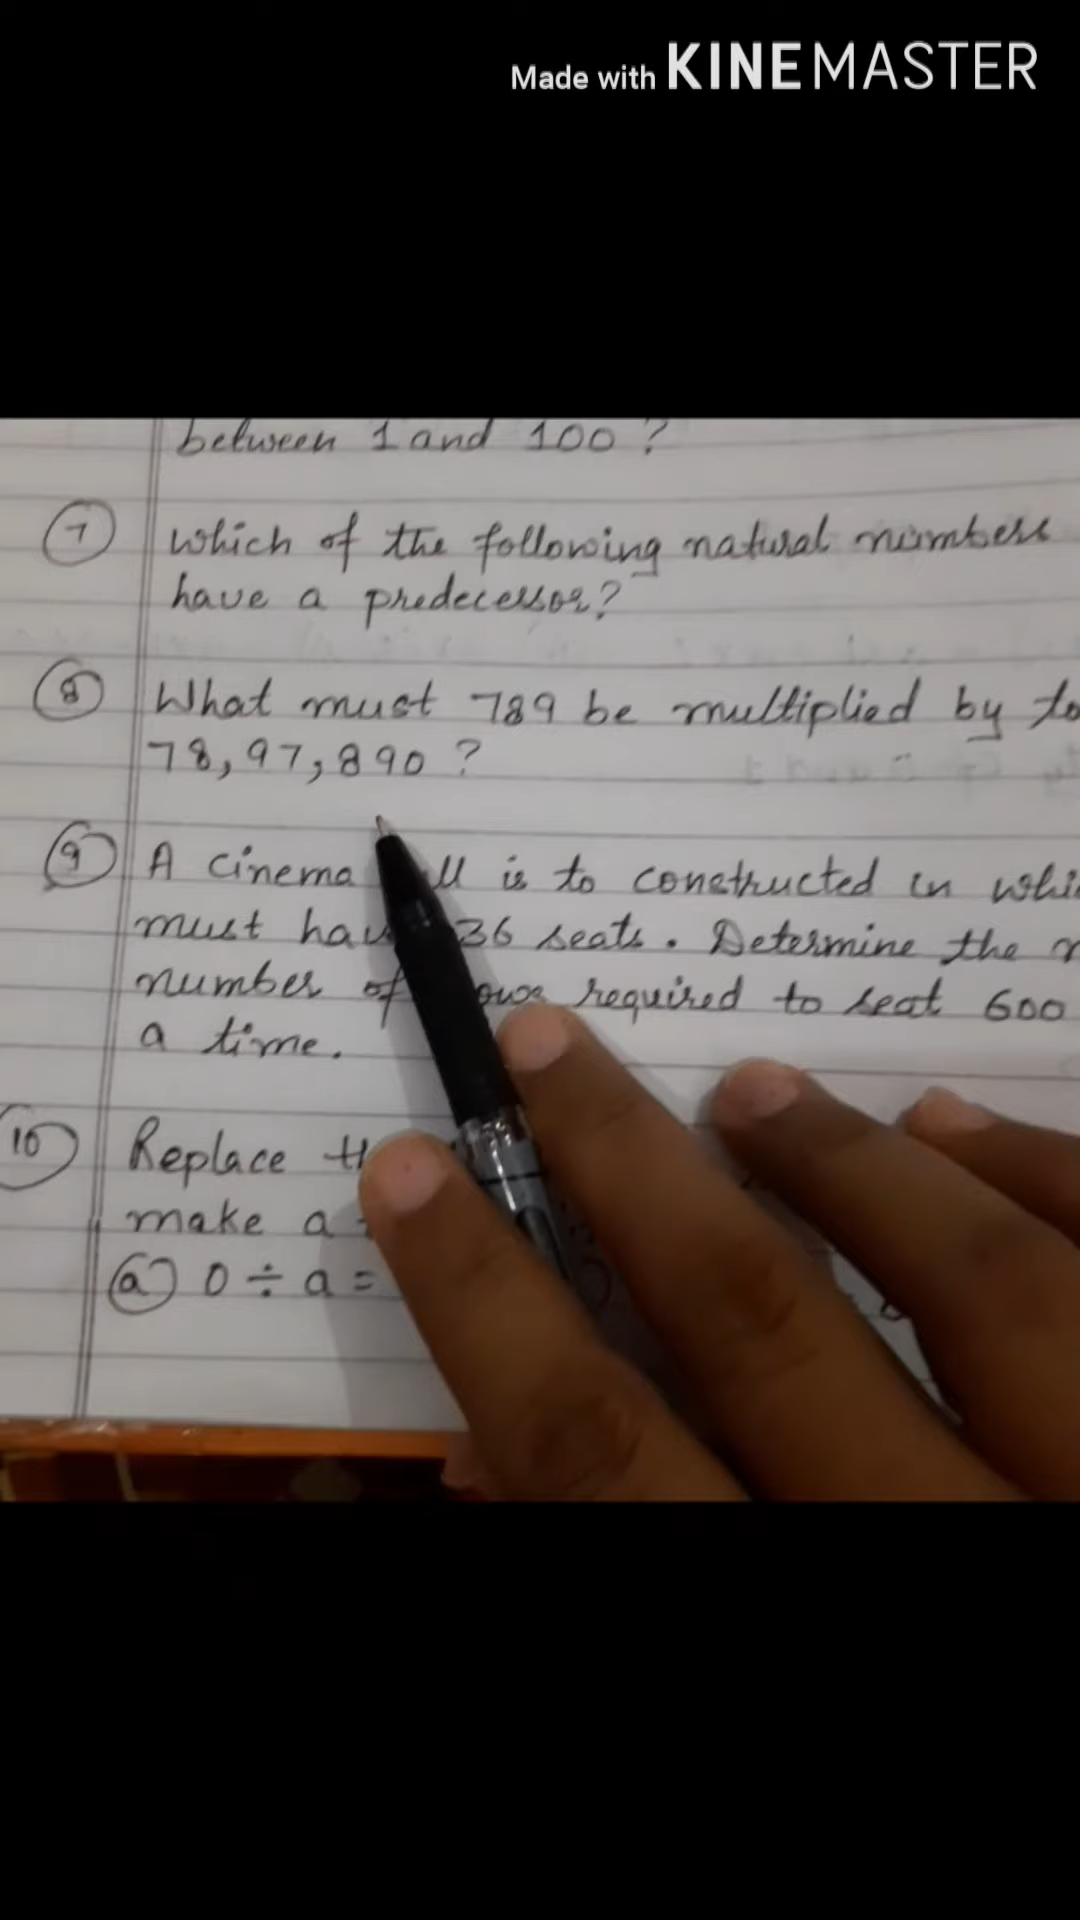 Made with KINEMASTER
between 1 and 100 ?
7 which of the following natural numbers
have a predecessor?
8 What must 789 be multiplied by to
78,97,890 ?
9 A cinema is to constructed in
must 36 seats. Determine the
number of required to seat 600
a time.
10 Replace
make a
a 0 ÷ a =